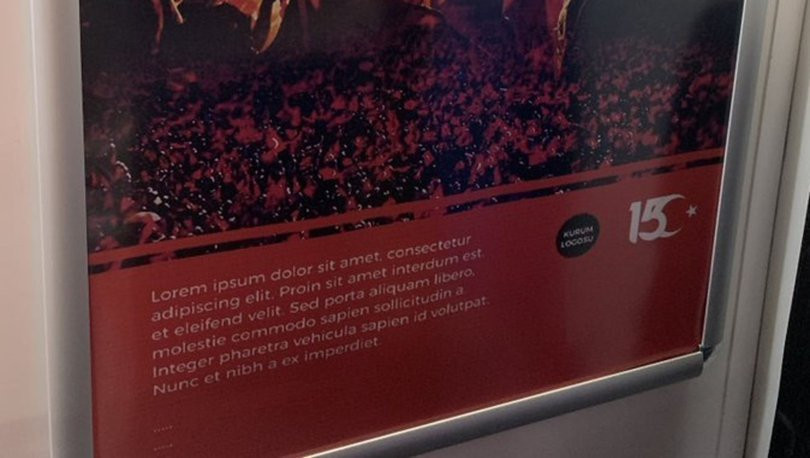 Lorem ipsum dolor sit amet, consectetur
adipiscing elit. Proin sit amet interdum est
et eleifend velit. Sed porta aliquam libero,
molestie commodo sapien sollicitudin a.
Integer pharetra vehicula sapien id volutpat.
Nunc et nibh a ex imperdiet.
.....
.....
KURUM
LOGOSU
15